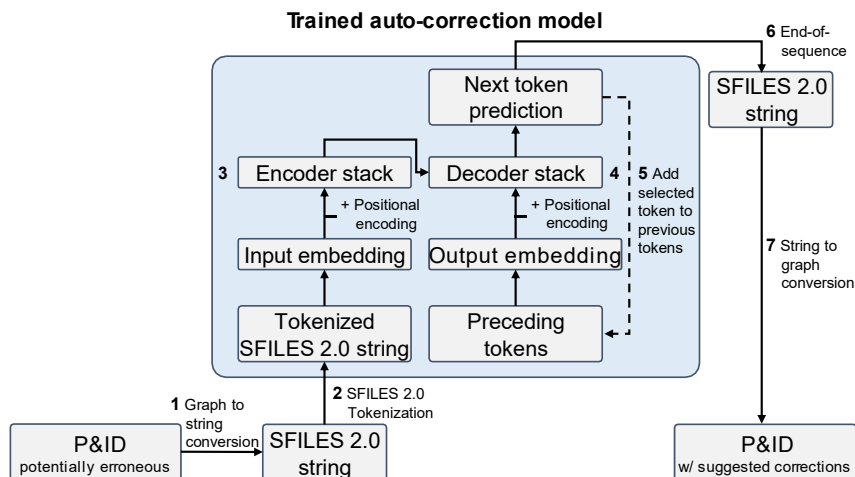 Trained auto-correction model
6 End-of-
sequence
Next token
prediction
SFILES 2.0
string
3
Encoder stack
Decoder stack
4
5 Add
selected
token to
previous
tokens
+ Positional
encoding
+ Positional
encoding
7 String to
graph
conversion
Input embedding
Output embedding
Tokenized
SFILES 2.0 string
Preceding
tokens
2 SFILES 2.0
Tokenization
1 Graph to
string
conversion
P&ID
potentially erroneous
SFILES 2.0
string
P&ID
w/ suggested corrections